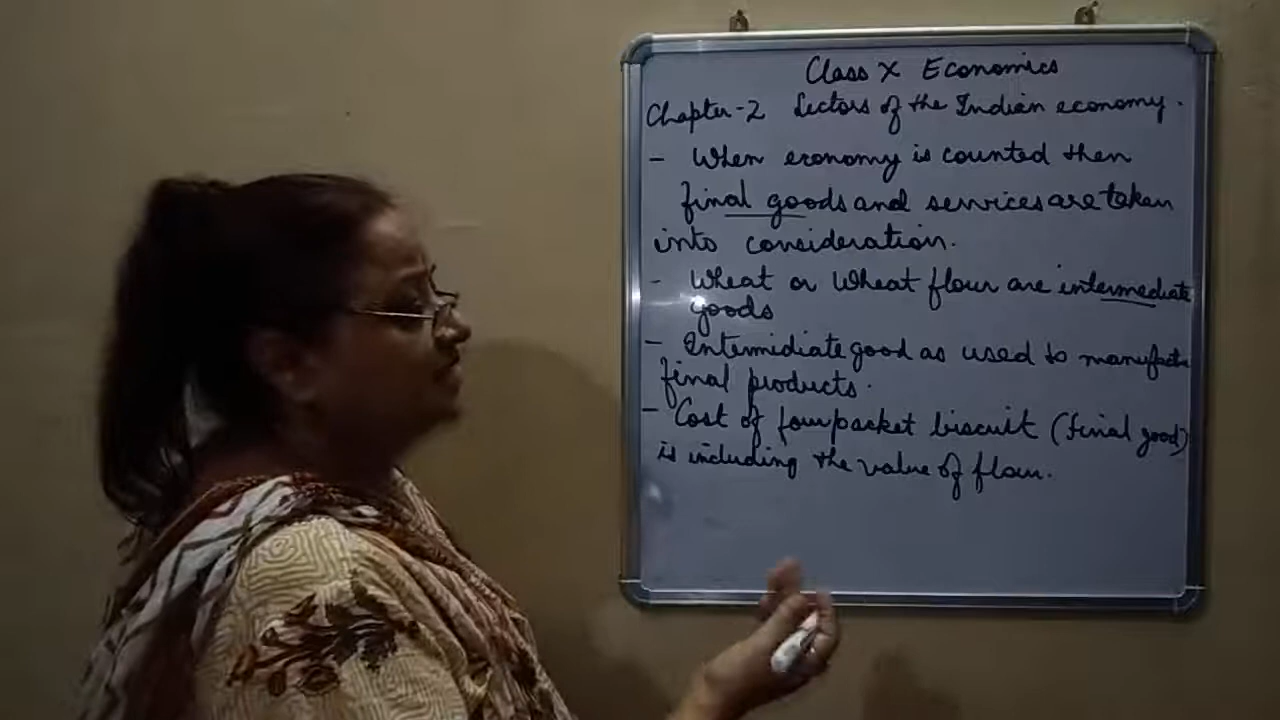 Class X Economics
Chapter-2 Sectors of the Indian economy.
- When economy is counted then
final goods and services are taken
into consideration.
- Wheat or Wheat flour are intermediate
goods
- Intermidiate good as used to manufactu
final products.
- Cost of four packet biscuit (final good)
is including the value of flour.